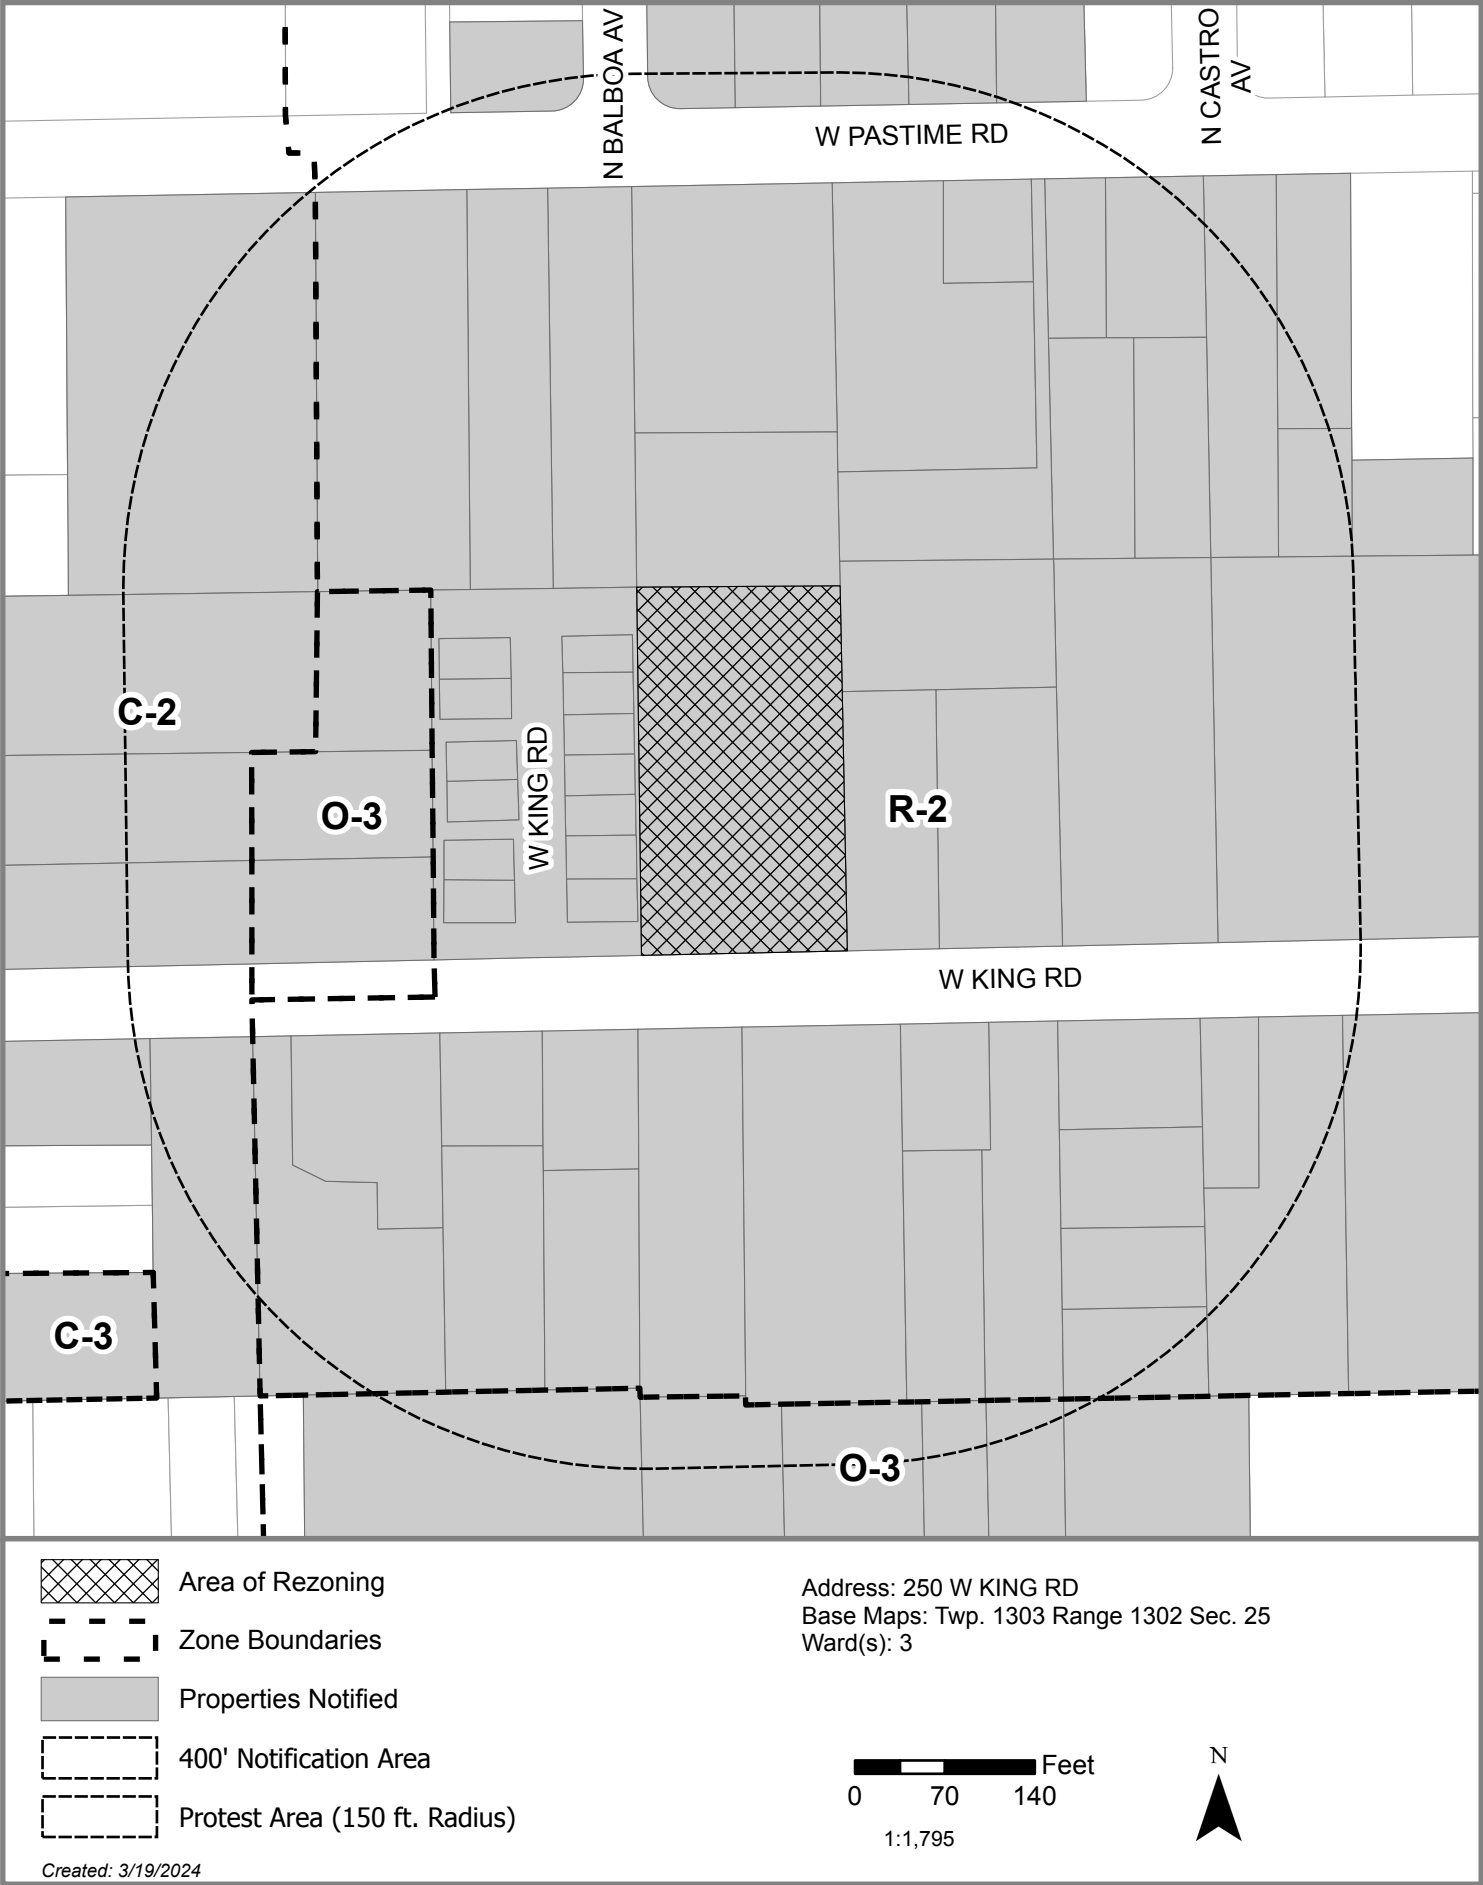 N BALBOA AV
N CASTRO
AV
W PASTIME RD
C-2
O-3
W KING RD
R-2
W KING RD
C-3
O-3
Area of Rezoning
Zone Boundaries
Properties Notified
400' Notification Area
Protest Area (150 ft. Radius)
Created: 3/19/2024
Address: 250 W KING RD
Base Maps: Twp. 1303 Range 1302 Sec. 25
Ward(s): 3
Feet
0 70 140
1:1,795
N